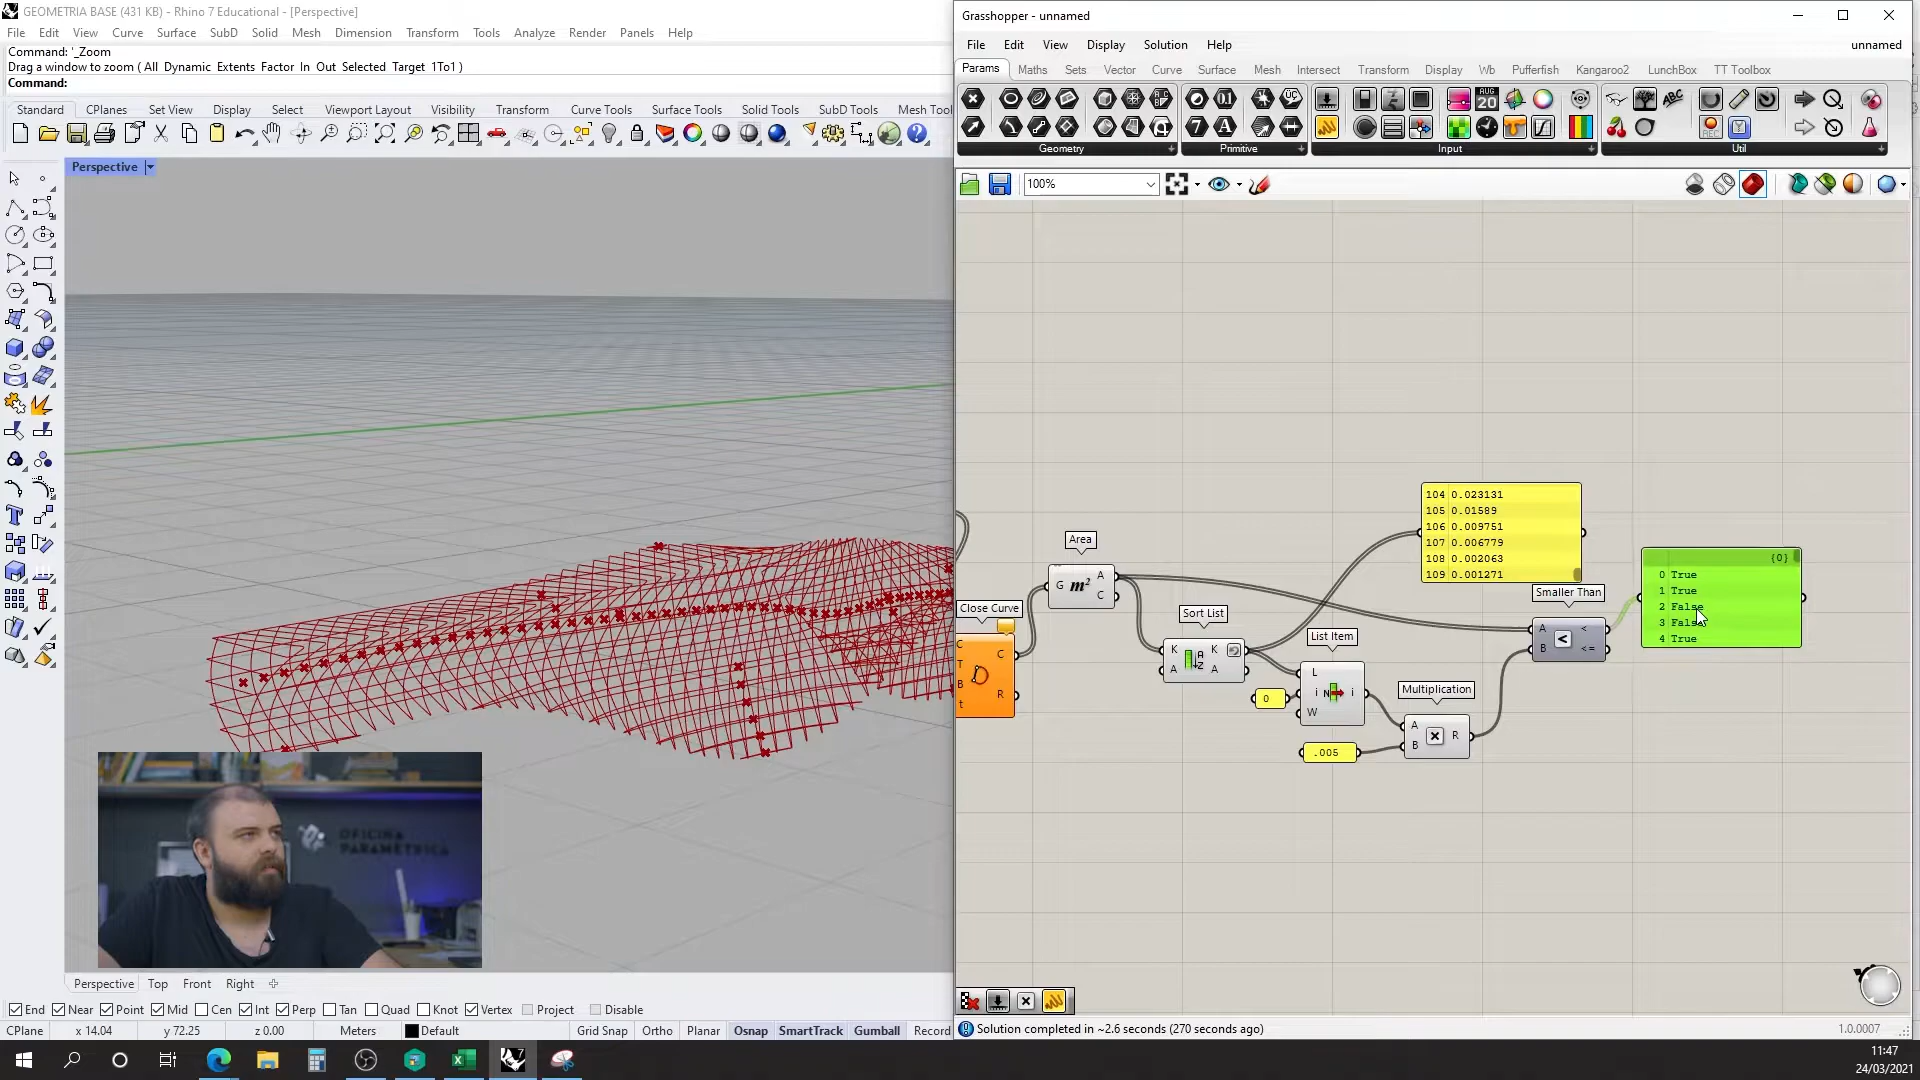 GEOMETRIA BASE (431 KB) - Rhino 7 Educational - [Perspective]
File Edit View Curve Surface SubD Solid Mesh Dimension Transform Tools Analyze Render Panels Help
Command: '_Zoom
Drag a window to zoom ( All Dynamic Extents Factor In Out Selected Target 1To1 )
Command:
Standard CPlanes Set View Display Select Viewport Layout Visibility Transform Curve Tools Surface Tools Solid Tools SubD Tools Mesh Tool
Perspective
OFICINA
PARAMÉTRICA
Perspective Top Front Right
End Near Point Mid Cen Int Perp Tan Quad Knot Vertex Project Disable
CPlane x 14.04 y 72.25 z 0.00 Meters Default Grid Snap Ortho Planar Osnap SmartTrack Gumball Record
Grasshopper - unnamed
File Edit View Display Solution Help unnamed
Params Maths Sets Vector Curve Surface Mesh Intersect Transform Display Wb Pufferfish Kangaroo2 LunchBox TT Toolbox
Geometry Primitive Input Util
100%
104 0.023131
105 0.01589
106 0.009751
107 0.006779
108 0.002063
109 0.001271
Area
G m² A C
Close Curve
C T B t C R
Sort List
K A K A
List Item
L i W i
0
.005
Multiplication
A B R
Smaller Than
A B < < <=
{0}
0 True
1 True
2 False
3 False
4 True
Solution completed in ~2.6 seconds (270 seconds ago)
1.0.0007
11:47
24/03/2021